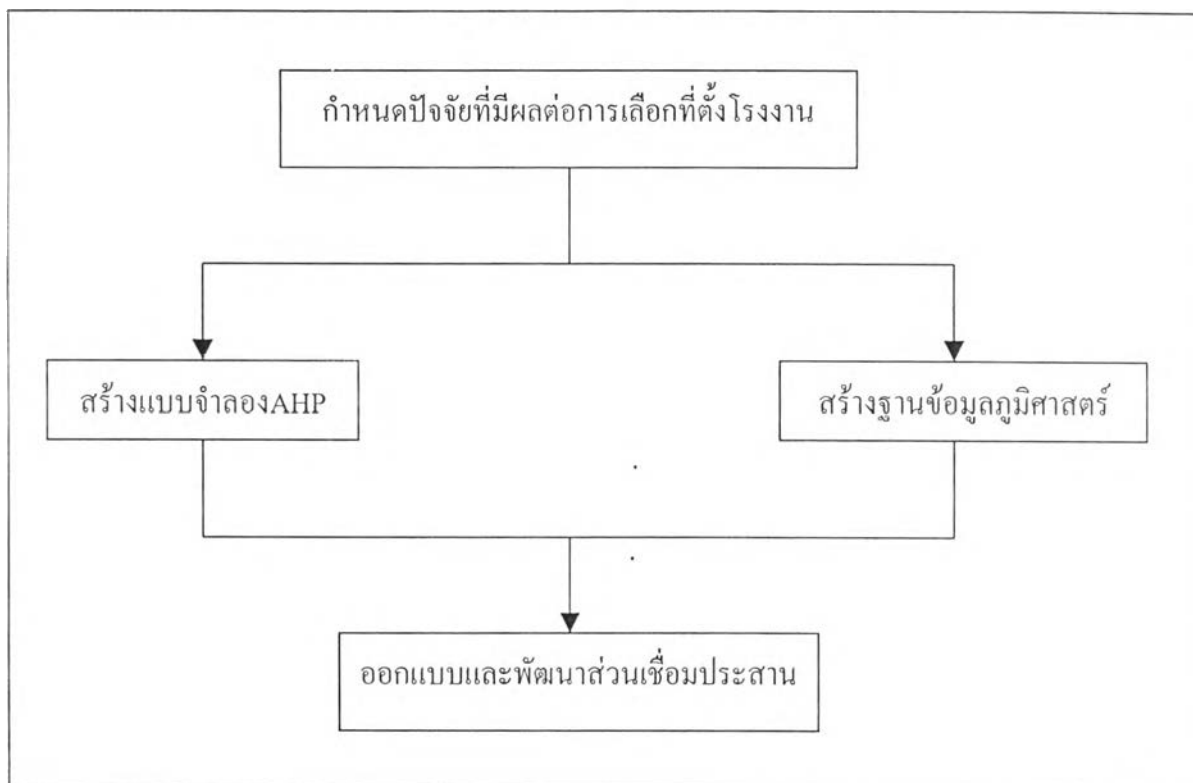 กำหนดปัจจัยที่มีผลต่อการเลือกที่ตั้งโรงงาน
สร้างแบบจำลองAHP
สร้างฐานข้อมูลภูมิศาสตร์
ออกแบบและพัฒนาส่วนเชื่อมประสาน